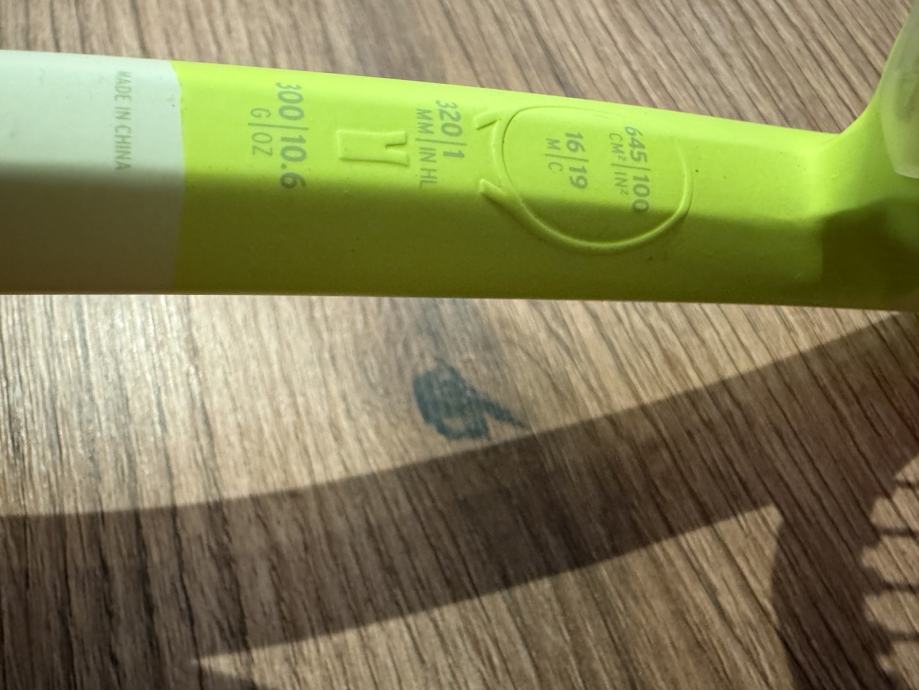 645|100
CM²|IN²
16|19
M|C
320|1
MM|IN HL
300|10.6
G|OZ
MADE IN CHINA